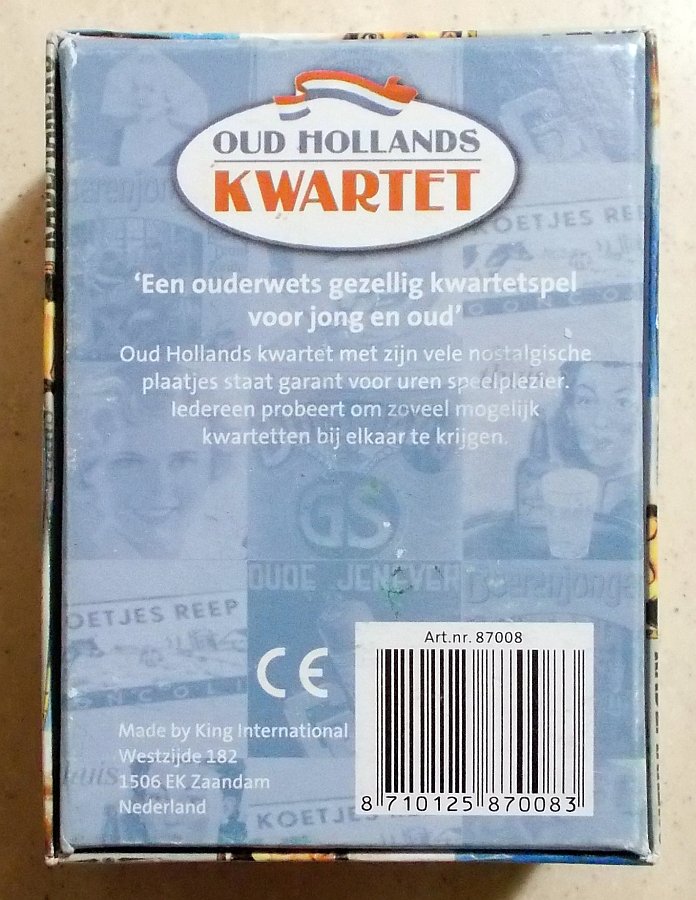 OUD HOLLANDS
KWARTET
KOETJES REEP
'Een ouderwets gezellig kwartetspel
voor jong en oud'
Oud Hollands kwartet met zijn vele nostalgische
plaatjes staat garant voor uren speelplezier.
Iedereen probeert om zoveel mogelijk
kwartetten bij elkaar te krijgen.
GS
OUDE JENEVER
Boerenjonge
OETJES REEP
Art.nr. 87008
CE
Made by King International
Westzijde 182
1506 EK Zaandam
Nederland
8 710125 870083
KOETJE